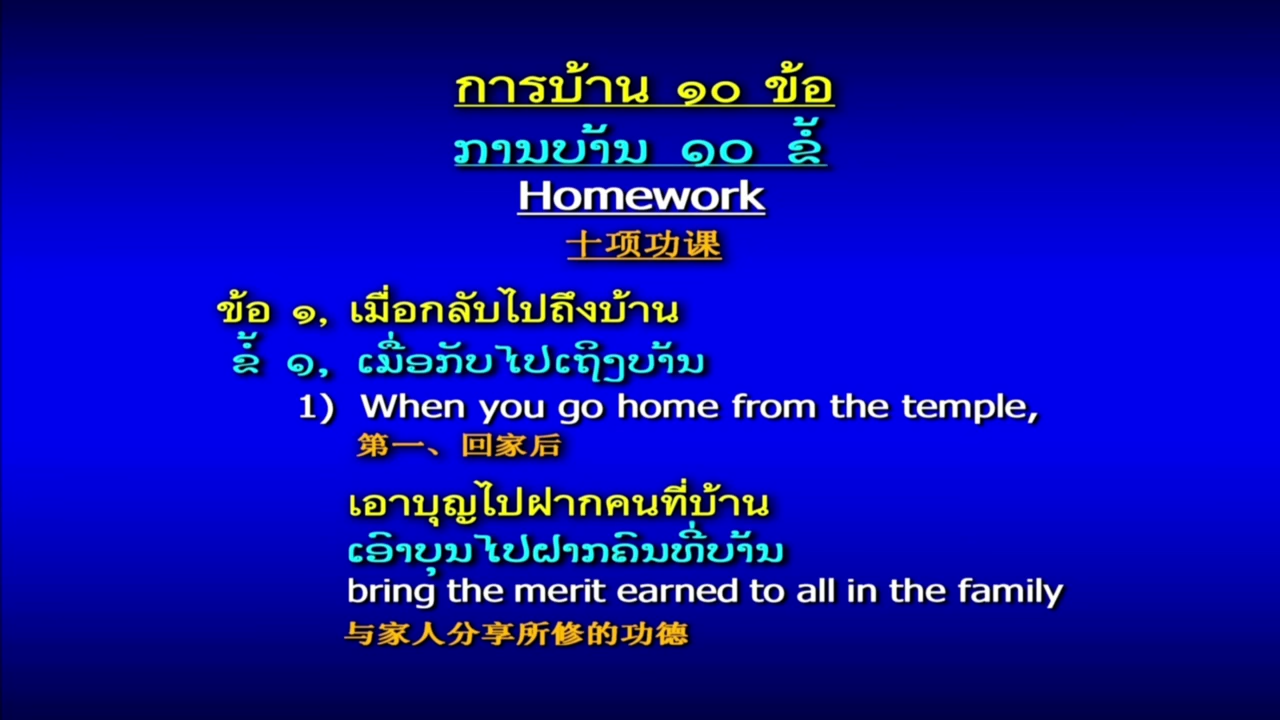 การบ้าน ๑๐ ข้อ
ການບ້ານ ໑໐ ຂໍ້
Homework
十项功课
ข้อ ๑, เมื่อกลับไปถึงบ้าน
ຂໍ້ ໑, ເມື່ອກັບໄປເຖິງບ້ານ
1) When you go home from the temple,
第一、回家后
เอาบุญไปฝากคนที่บ้าน
ເອົາບຸນໄປຝາກຄົນທີ່ບ້ານ
bring the merit earned to all in the family
与家人分享所修的功德